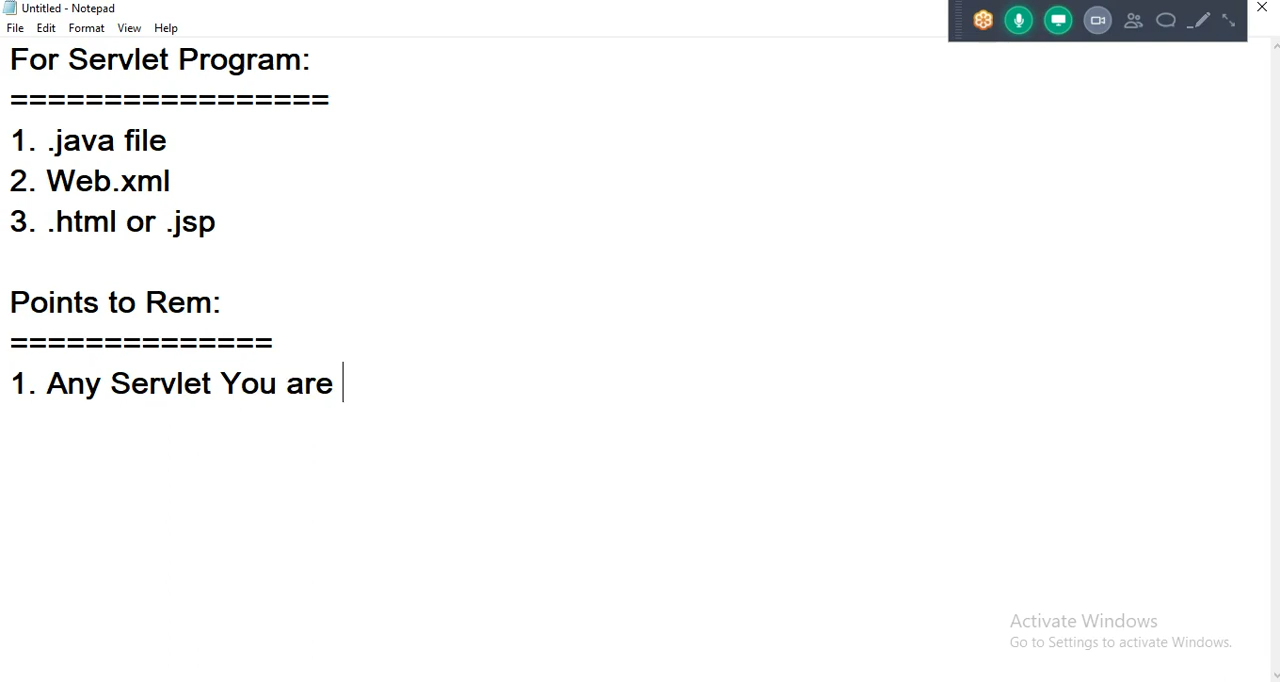 Untitled - Notepad
File Edit Format View Help
For Servlet Program:
=================
1. .java file
2. Web.xml
3. .html or .jsp
Points to Rem:
==============
1. Any Servlet You are
Activate Windows
Go to Settings to activate Windows.